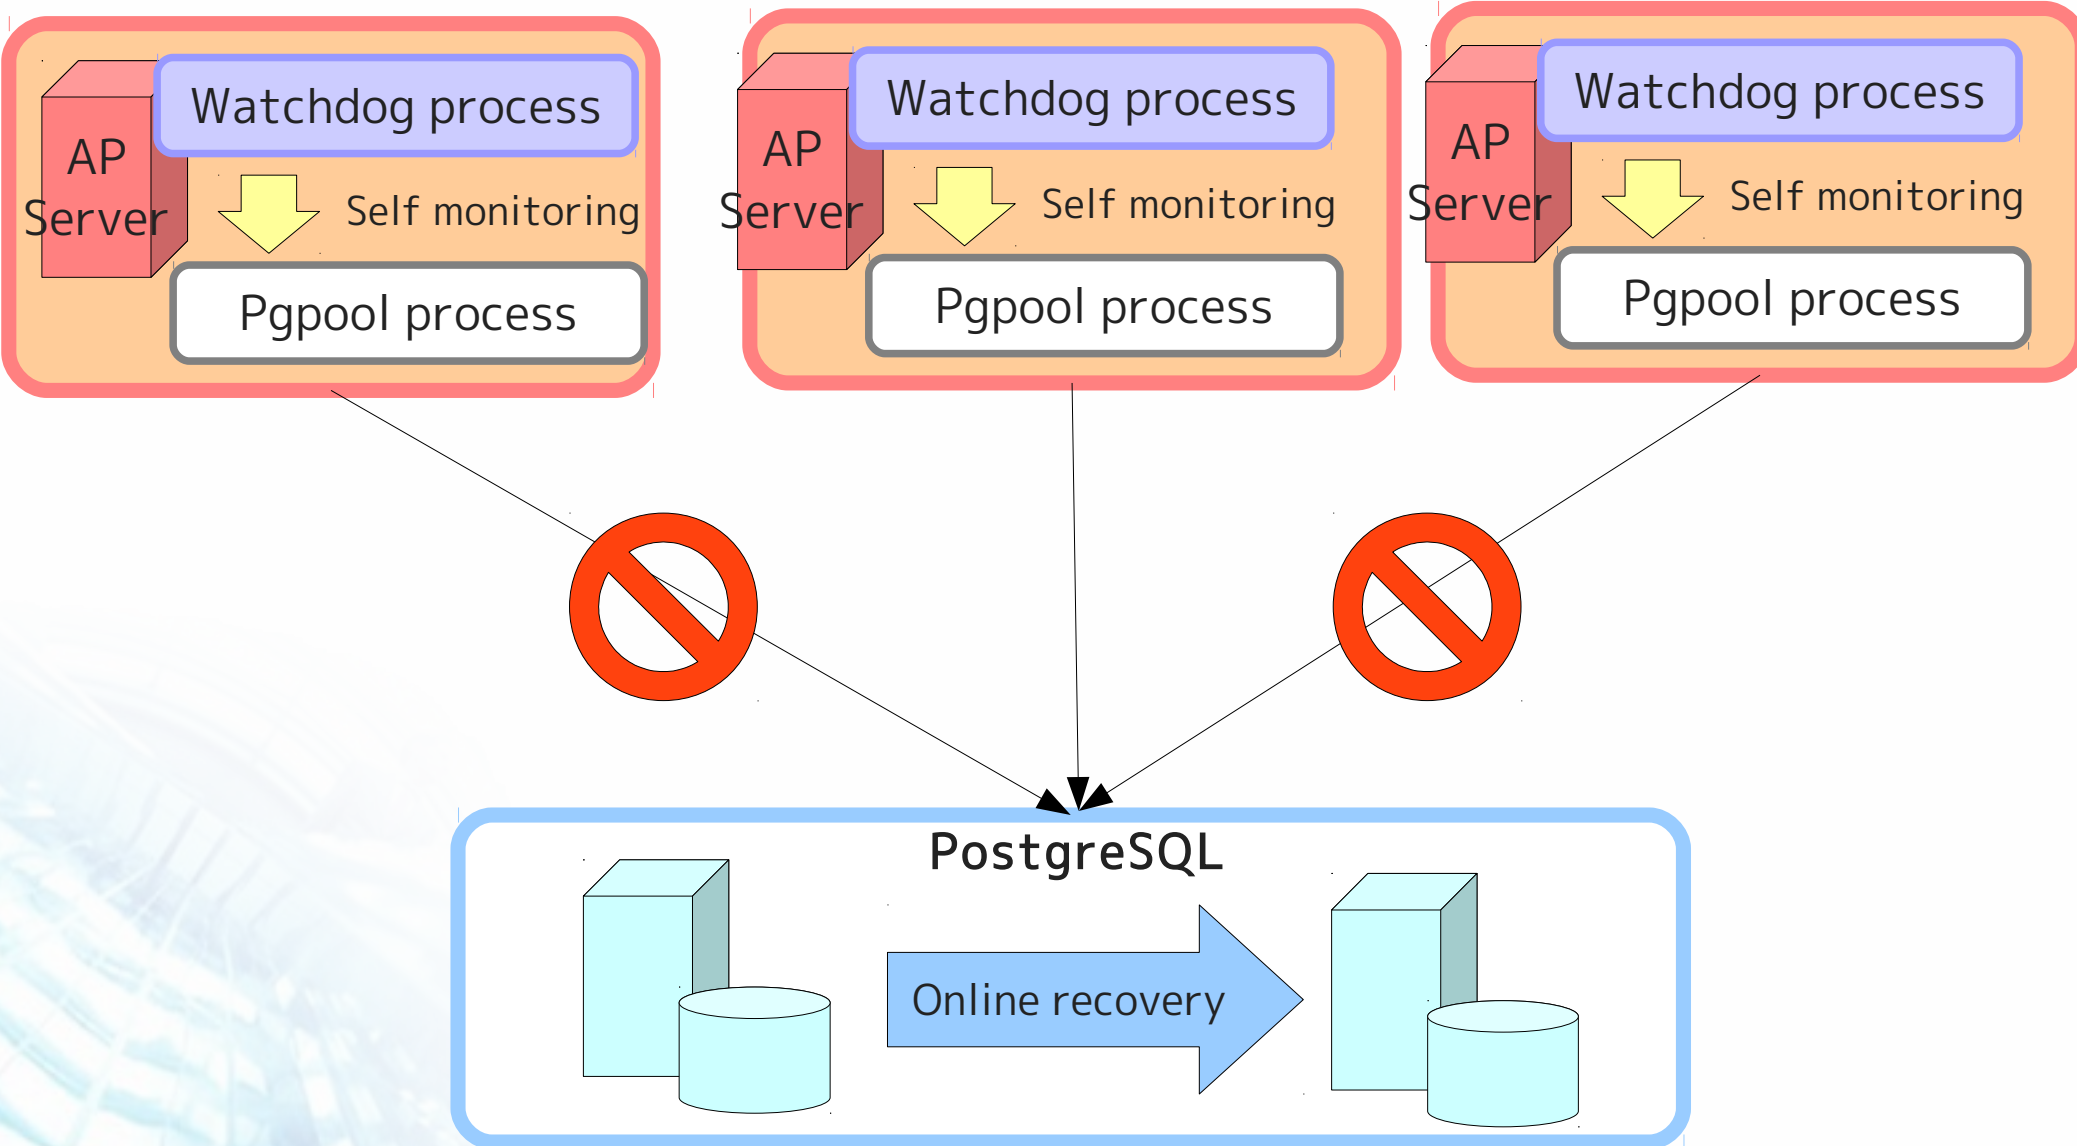 Watchdog process
AP
Server
Self monitoring
Pgpool process
Watchdog process
AP
Server
Self monitoring
Pgpool process
Watchdog process
AP
Server
Self monitoring
Pgpool process
PostgreSQL
Online recovery